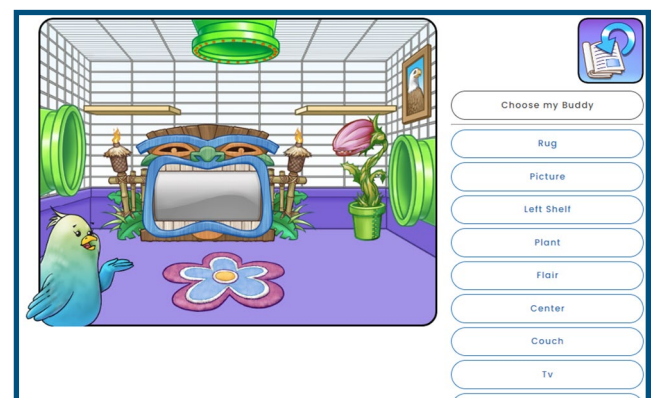 Choose my Buddy
Rug
Picture
Left Shelf
Plant
Flair
Center
Couch
Tv